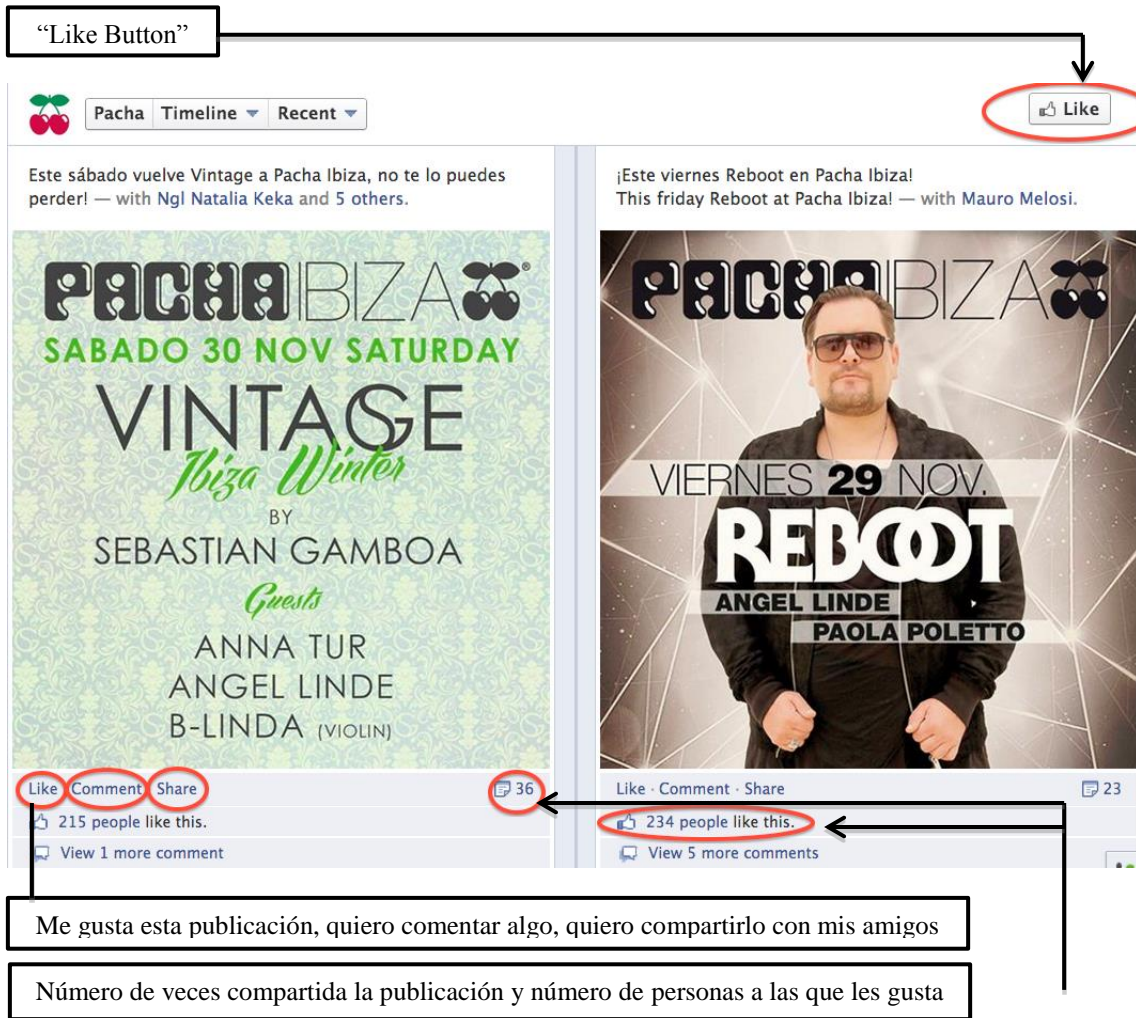 “Like Button”
Pacha Timeline Recent
Like
Este sábado vuelve Vintage a Pacha Ibiza, no te lo puedes
perder! — with Ngl Natalia Keka and 5 others.
PACHA IBIZA ®
SABADO 30 NOV SATURDAY
VINTAGE
Ibiza Winter
BY
SEBASTIAN GAMBOA
Guests
ANNA TUR
ANGEL LINDE
B-LINDA (VIOLIN)
Like Comment Share 36
215 people like this.
View 1 more comment
¡Este viernes Reboot en Pacha Ibiza!
This friday Reboot at Pacha Ibiza! — with Mauro Melosi.
PACHA IBIZA
VIERNES 29 NOV.
REBOOT
ANGEL LINDE
PAOLA POLETTO
Like · Comment · Share 23
234 people like this.
View 5 more comments
Me gusta esta publicación, quiero comentar algo, quiero compartirlo con mis amigos
Número de veces compartida la publicación y número de personas a las que les gusta